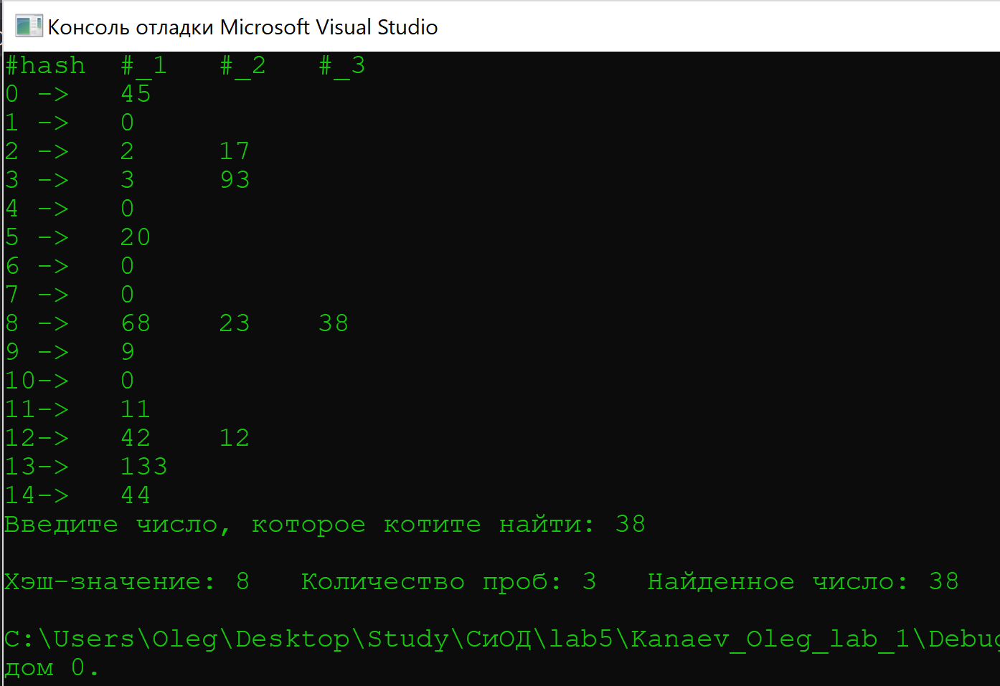 Консоль отладки Microsoft Visual Studio
#hash #_1 #_2 #_3
0 -> 45
1 -> 0
2 -> 2 17
3 -> 3 93
4 -> 0
5 -> 20
6 -> 0
7 -> 0
8 -> 68 23 38
9 -> 9
10-> 0
11-> 11
12-> 42 12
13-> 133
14-> 44
Введите число, которое котите найти: 38
Хэш-значение: 8 Количество проб: 3 Найденное число: 38
C:\Users\Oleg\Desktop\Study\СиОД\lab5\Kanaev_Oleg_lab_1\Debug
дом 0.